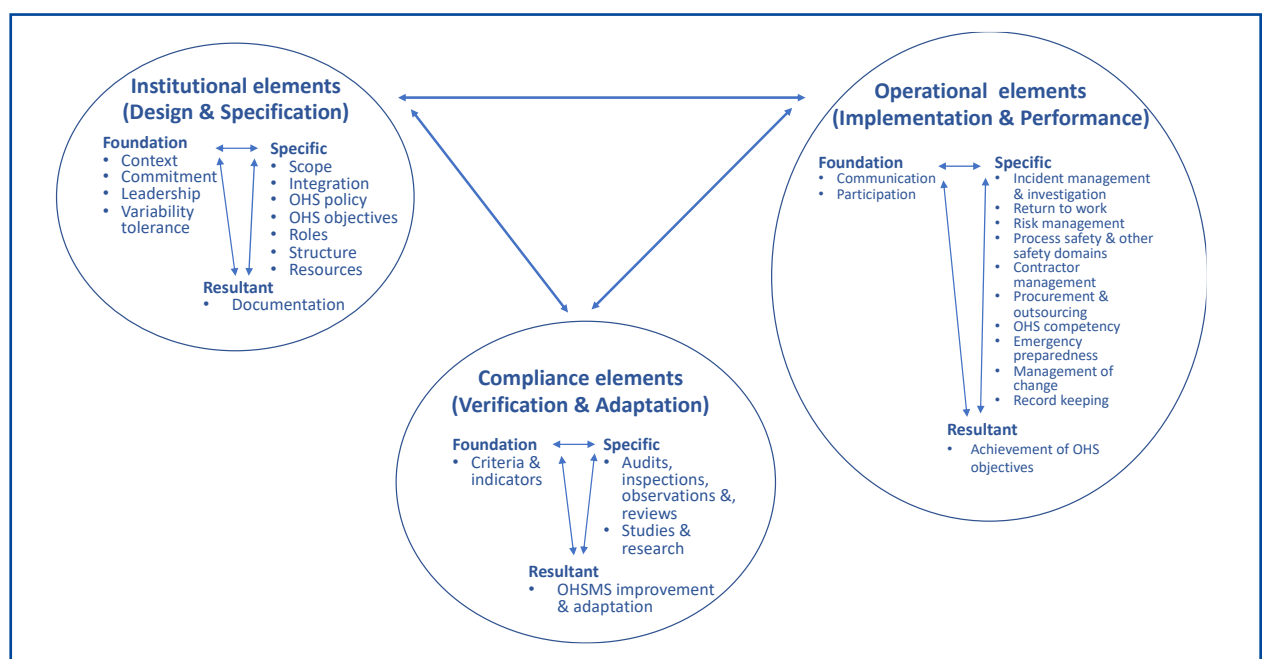 Institutional elements
(Design & Specification)
Foundation
• Context
• Commitment
• Leadership
• Variability
tolerance
Specific
• Scope
• Integration
• OHS policy
• OHS objectives
• Roles
• Structure
• Resources
Resultant
• Documentation
Operational elements
(Implementation & Performance)
Foundation
• Communication
• Participation
Specific
• Incident management
& investigation
• Return to work
• Risk management
• Process safety & other
safety domains
• Contractor
management
• Procurement &
outsourcing
• OHS competency
• Emergency
preparedness
• Management of
change
• Record keeping
Resultant
• Achievement of OHS
objectives
Compliance elements
(Verification & Adaptation)
Foundation
• Criteria &
indicators
Specific
• Audits,
inspections,
observations &,
reviews
• Studies &
research
Resultant
• OHSMS improvement
& adaptation